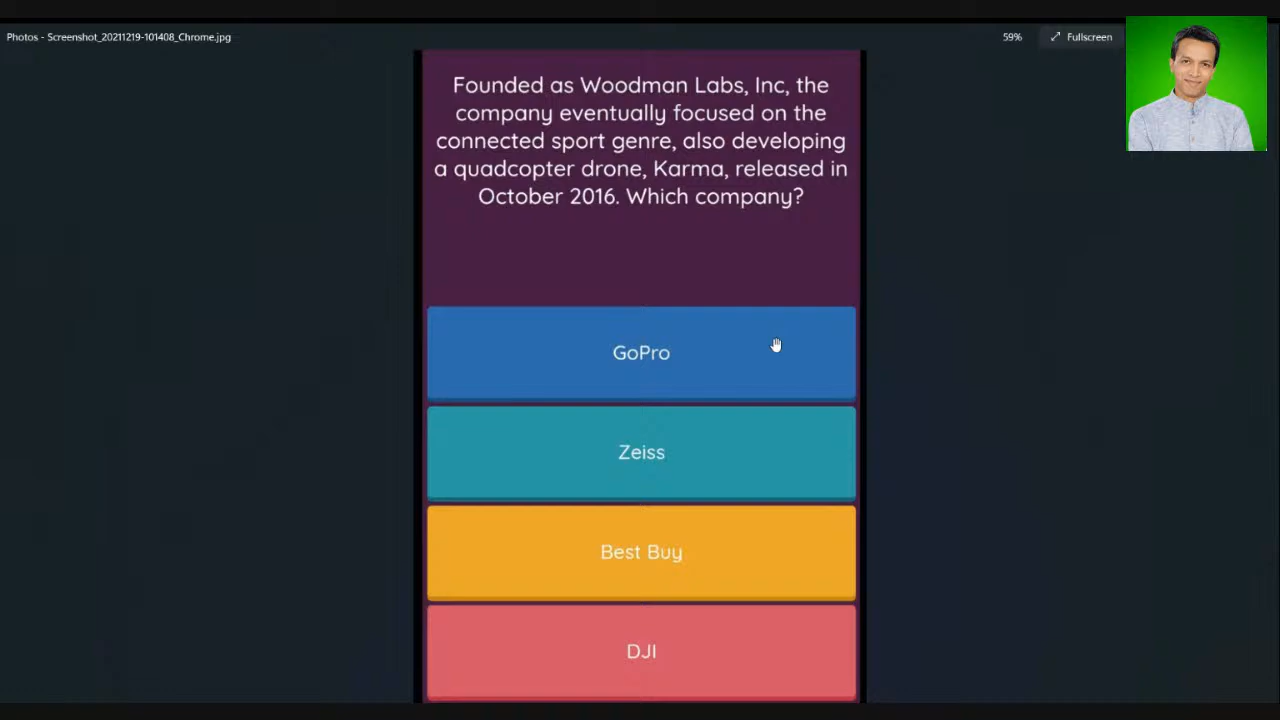 Photos - Screenshot_20211219-101408_Chrome.jpg
59%
Fullscreen
Founded as Woodman Labs, Inc, the
company eventually focused on the
connected sport genre, also developing
a quadcopter drone, Karma, released in
October 2016. Which company?
GoPro
Zeiss
Best Buy
DJI